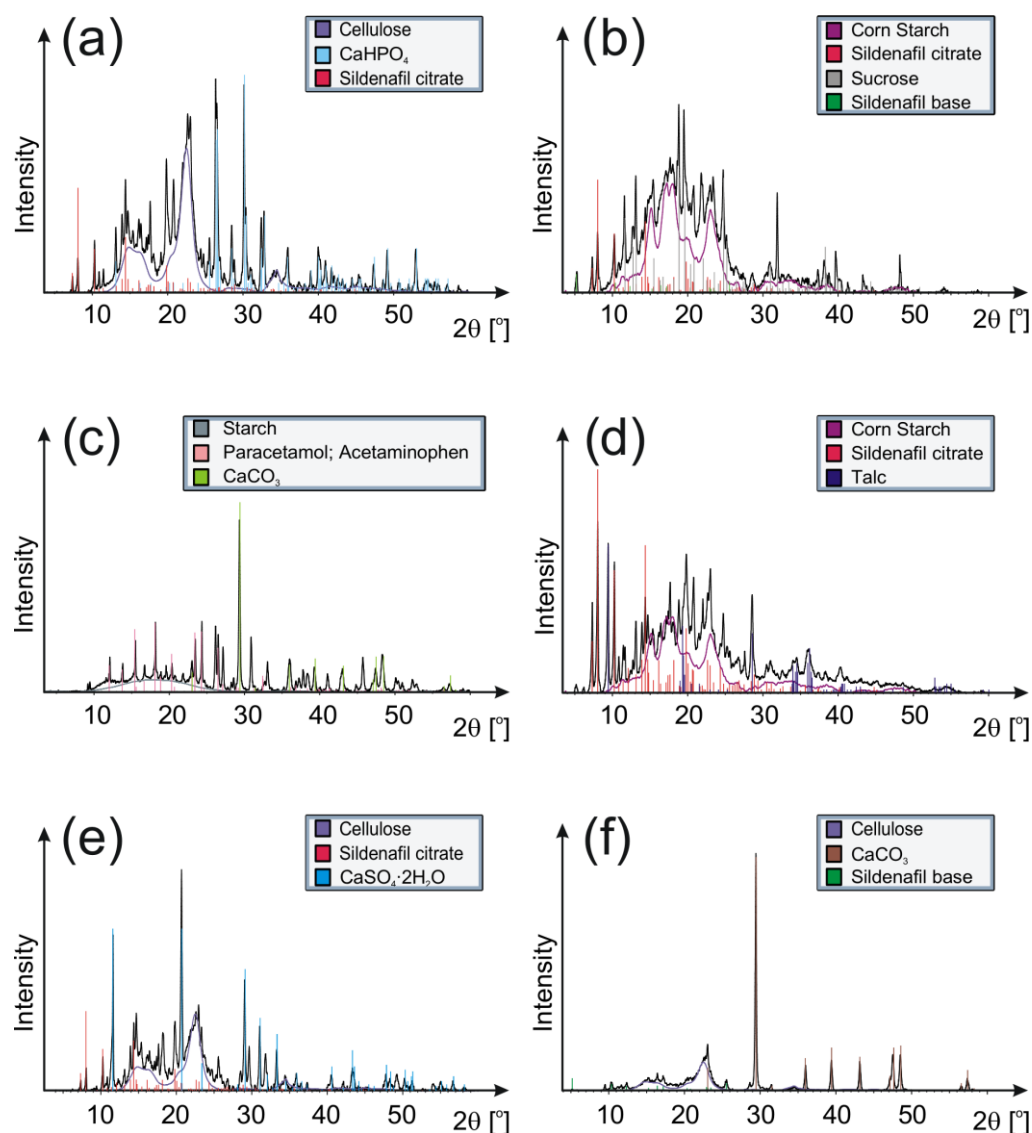 (a)
Cellulose
CaHPO₄
Sildenafil citrate
Intensity
10 20 30 40 50
2θ [°]
(b)
Corn Starch
Sildenafil citrate
Sucrose
Sildenafil base
Intensity
10 20 30 40 50
2θ [°]
(c)
Starch
Paracetamol; Acetaminophen
CaCO₃
Intensity
10 20 30 40 50
2θ [°]
(d)
Corn Starch
Sildenafil citrate
Talc
Intensity
10 20 30 40 50
2θ [°]
(e)
Cellulose
Sildenafil citrate
CaSO₄·2H₂O
Intensity
10 20 30 40 50
2θ [°]
(f)
Cellulose
CaCO₃
Sildenafil base
Intensity
10 20 30 40 50
2θ [°]